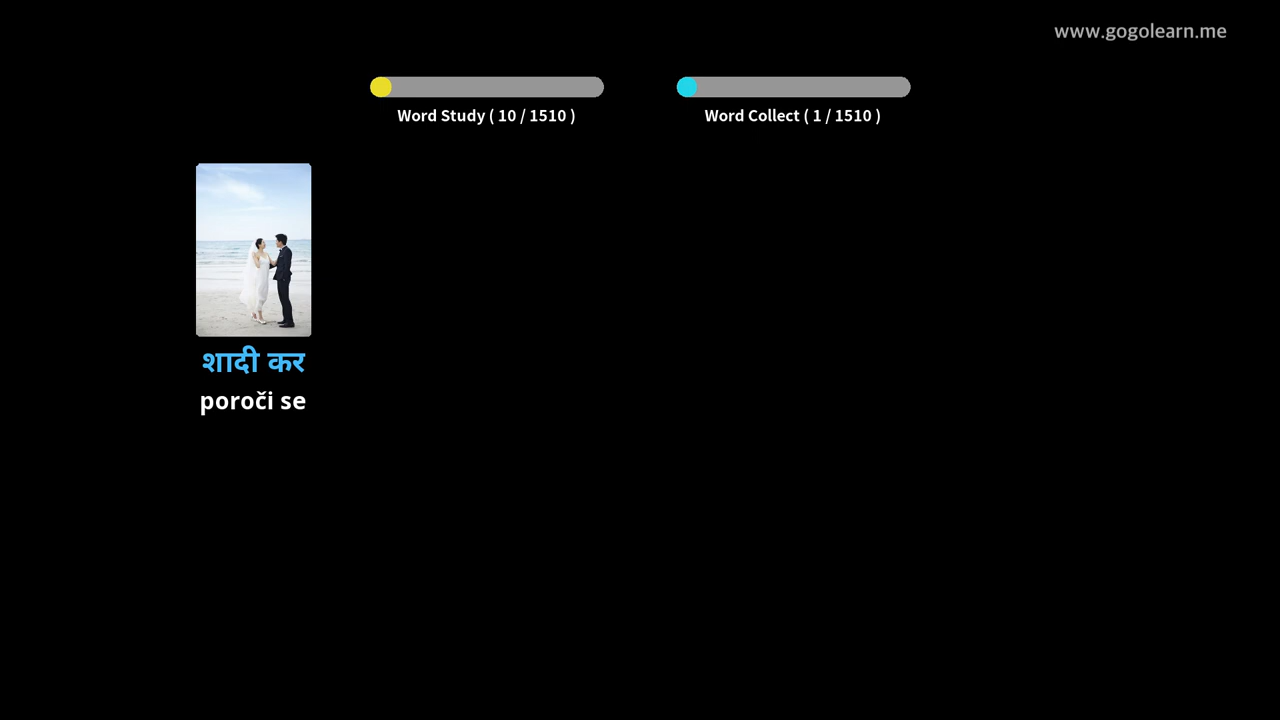 www.gogolearn.me
Word Study ( 10 / 1510 )
Word Collect ( 1 / 1510 )
शादी कर
poroči se